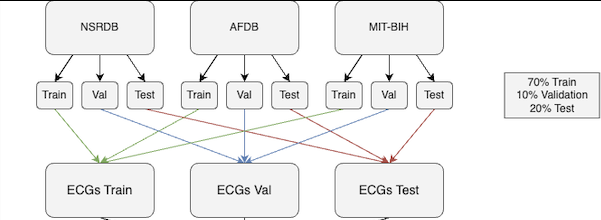 NSRDB
AFDB
MIT-BIH
Train
Val
Test
Train
Val
Test
Train
Val
Test
70% Train
10% Validation
20% Test
ECGs Train
ECGs Val
ECGs Test